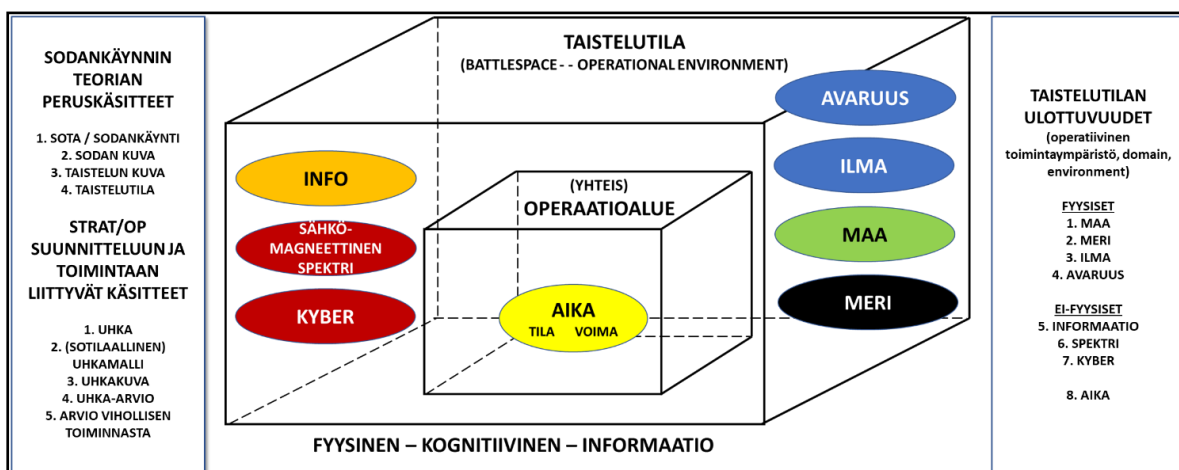 SODANKÄYNNIN
TEORIAN
PERUSKÄSITTEET
1. SOTA / SODANKÄYNTI
2. SODAN KUVA
3. TAISTELUN KUVA
4. TAISTELUTILA
STRAT/OP
SUUNNITTELUUN JA
TOIMINTAAN
LIITTYVÄT KÄSITTEET
1. UHKA
2. (SOTILAALLINEN)
UHKAMALLI
3. UHKAKUVA
4. UHKA-ARVIO
5. ARVIO VIHOLLISEN
TOIMINNASTA
TAISTELUTILA
(BATTLESPACE - - OPERATIONAL ENVIRONMENT)
INFO
SÄHKÖ-
MAGNEETTINEN
SPEKTRI
KYBER
(YHTEIS)
OPERAATIOALUE
AIKA
TILA VOIMA
AVARUUS
ILMA
MAA
MERI
FYYSINEN – KOGNITIIVINEN – INFORMAATIO
TAISTELUTILAN
ULOTTUVUUDET
(operatiivinen
toimintaympäristö, domain,
environment)
FYYSISET
1. MAA
2. MERI
3. ILMA
4. AVARUUS
EI-FYYSISET
5. INFORMAATIO
6. SPEKTRI
7. KYBER
8. AIKA